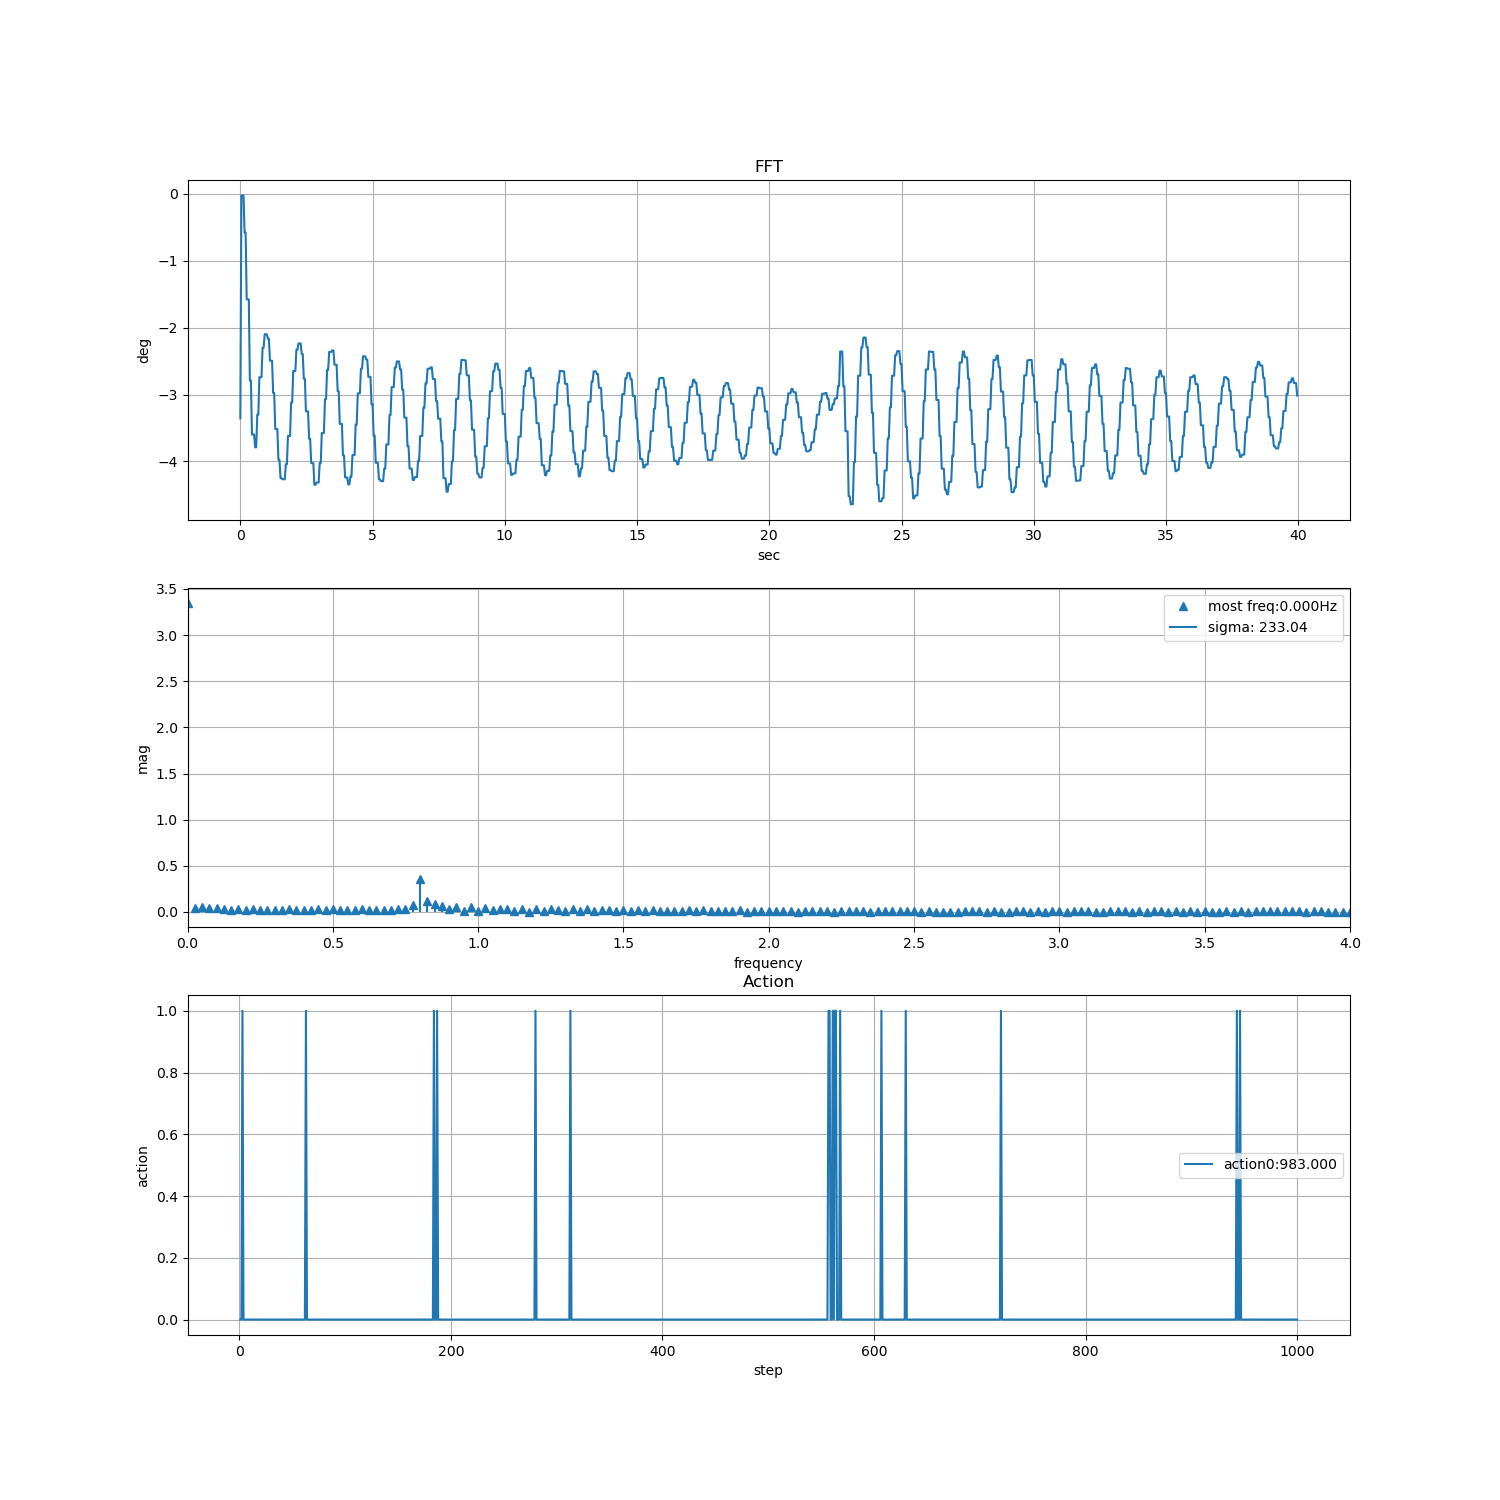 FFT
0
−1
−2
−3
−4
deg
0 5 10 15 20 25 30 35 40
sec
3.5
3.0
2.5
2.0
1.5
1.0
0.5
0.0
mag
most freq:0.000Hz
sigma: 233.04
0.0 0.5 1.0 1.5 2.0 2.5 3.0 3.5 4.0
frequency
Action
1.0
0.8
0.6
0.4
0.2
0.0
action
action0:983.000
0 200 400 600 800 1000
step